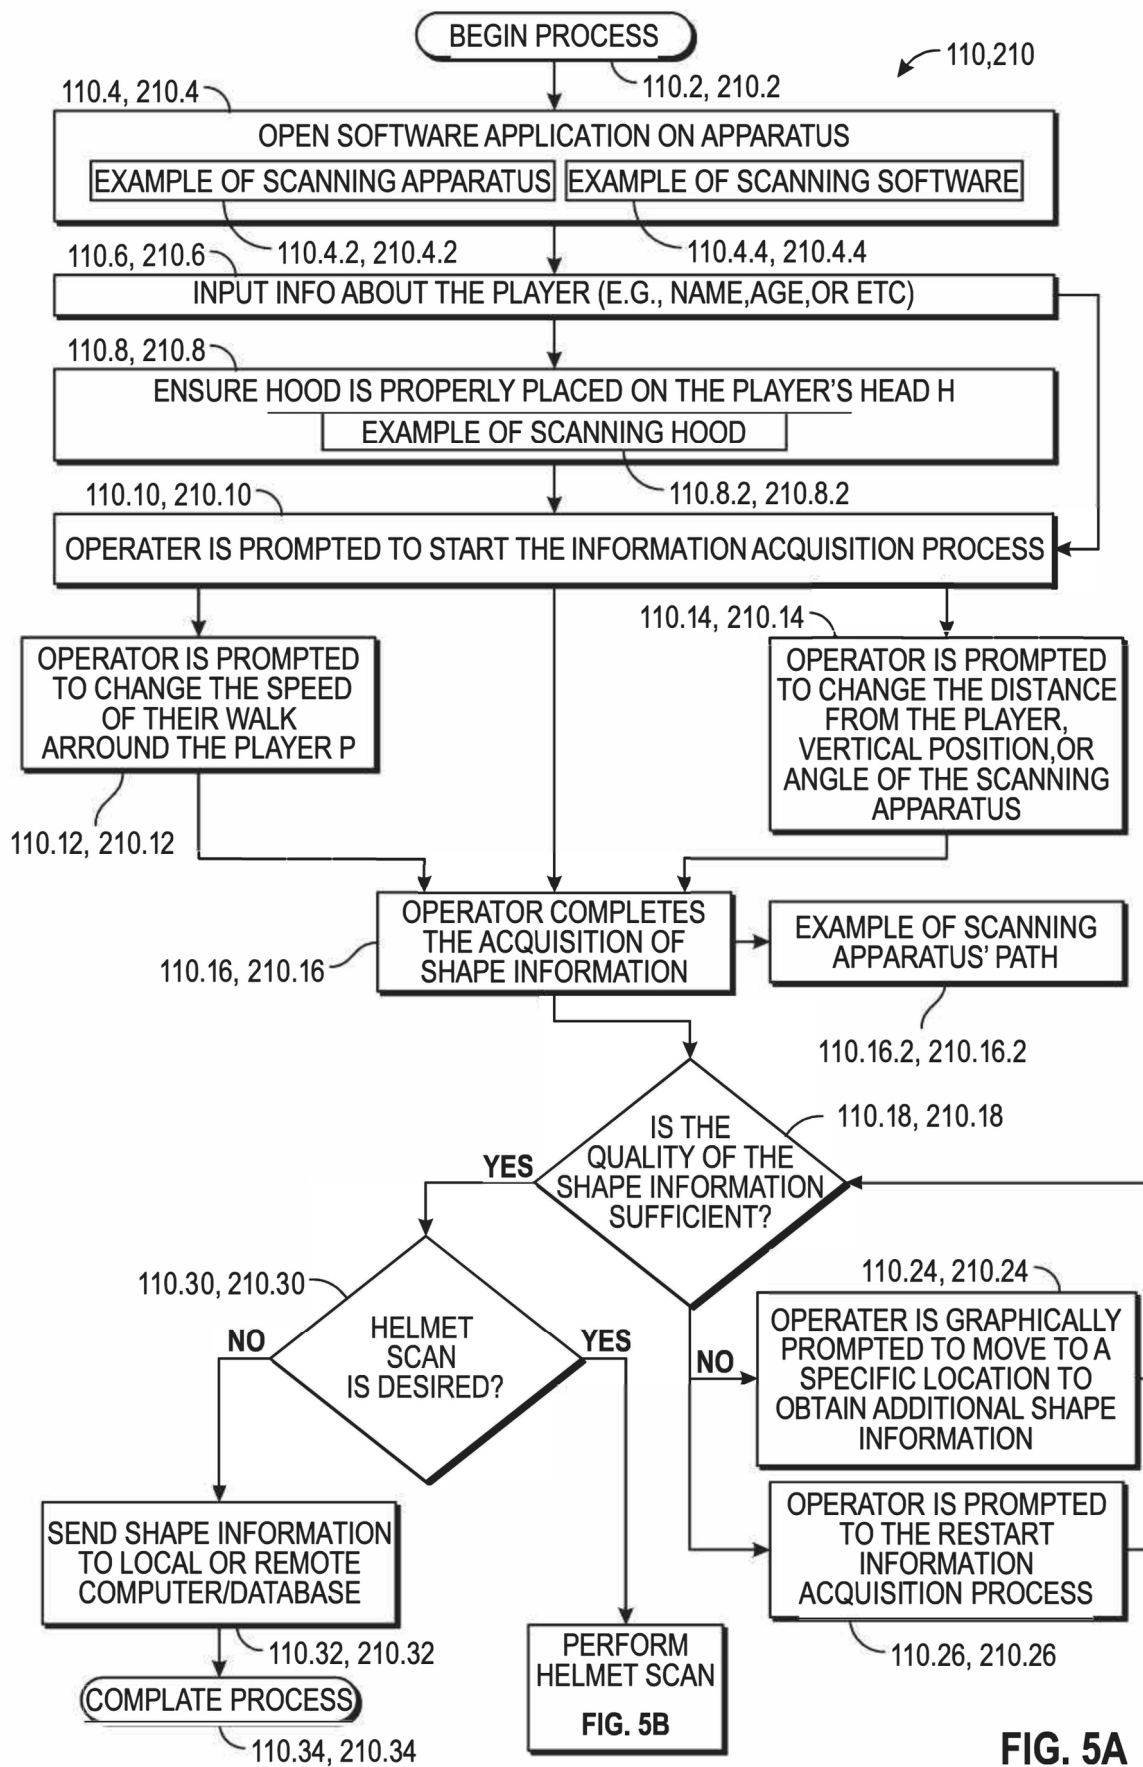 BEGIN PROCESS
110,210
110.2, 210.2
110.4, 210.4
OPEN SOFTWARE APPLICATION ON APPARATUS
EXAMPLE OF SCANNING APPARATUS
EXAMPLE OF SCANNING SOFTWARE
110.4.2, 210.4.2
110.4.4, 210.4.4
110.6, 210.6
INPUT INFO ABOUT THE PLAYER (E.G., NAME,AGE,OR ETC)
110.8, 210.8
ENSURE HOOD IS PROPERLY PLACED ON THE PLAYER'S HEAD H
EXAMPLE OF SCANNING HOOD
110.8.2, 210.8.2
110.10, 210.10
OPERATER IS PROMPTED TO START THE INFORMATION ACQUISITION PROCESS
110.14, 210.14
OPERATOR IS PROMPTED
TO CHANGE THE SPEED
OF THEIR WALK
ARROUND THE PLAYER P
110.12, 210.12
OPERATOR IS PROMPTED
TO CHANGE THE DISTANCE
FROM THE PLAYER,
VERTICAL POSITION,OR
ANGLE OF THE SCANNING
APPARATUS
OPERATOR COMPLETES
THE ACQUISITION OF
SHAPE INFORMATION
110.16, 210.16
EXAMPLE OF SCANNING
APPARATUS' PATH
110.16.2, 210.16.2
110.18, 210.18
IS THE
QUALITY OF THE
SHAPE INFORMATION
SUFFICIENT?
YES
110.30, 210.30
HELMET
SCAN
IS DESIRED?
NO
YES
110.24, 210.24
OPERATER IS GRAPHICALLY
PROMPTED TO MOVE TO A
SPECIFIC LOCATION TO
OBTAIN ADDITIONAL SHAPE
INFORMATION
NO
OPERATOR IS PROMPTED
TO THE RESTART
INFORMATION
ACQUISITION PROCESS
110.26, 210.26
SEND SHAPE INFORMATION
TO LOCAL OR REMOTE
COMPUTER/DATABASE
110.32, 210.32
COMPLATE PROCESS
110.34, 210.34
PERFORM
HELMET SCAN
FIG. 5B
FIG. 5A